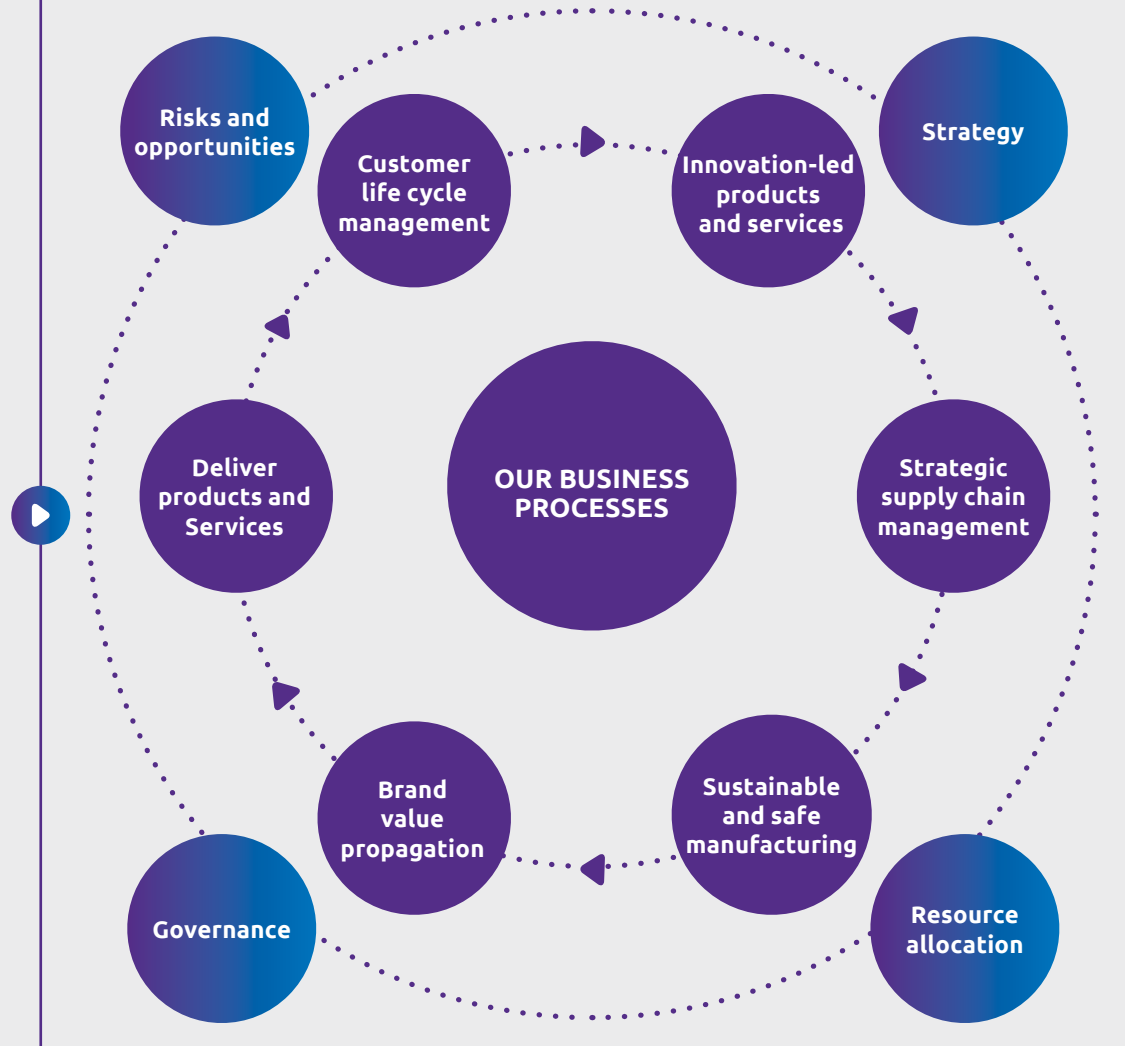 Risks and
opportunities
Strategy
Customer
life cycle
management
Innovation-led
products
and services
Deliver
products and
Services
OUR BUSINESS
PROCESSES
Strategic
supply chain
management
Brand
value
propagation
Sustainable
and safe
manufacturing
Governance
Resource
allocation